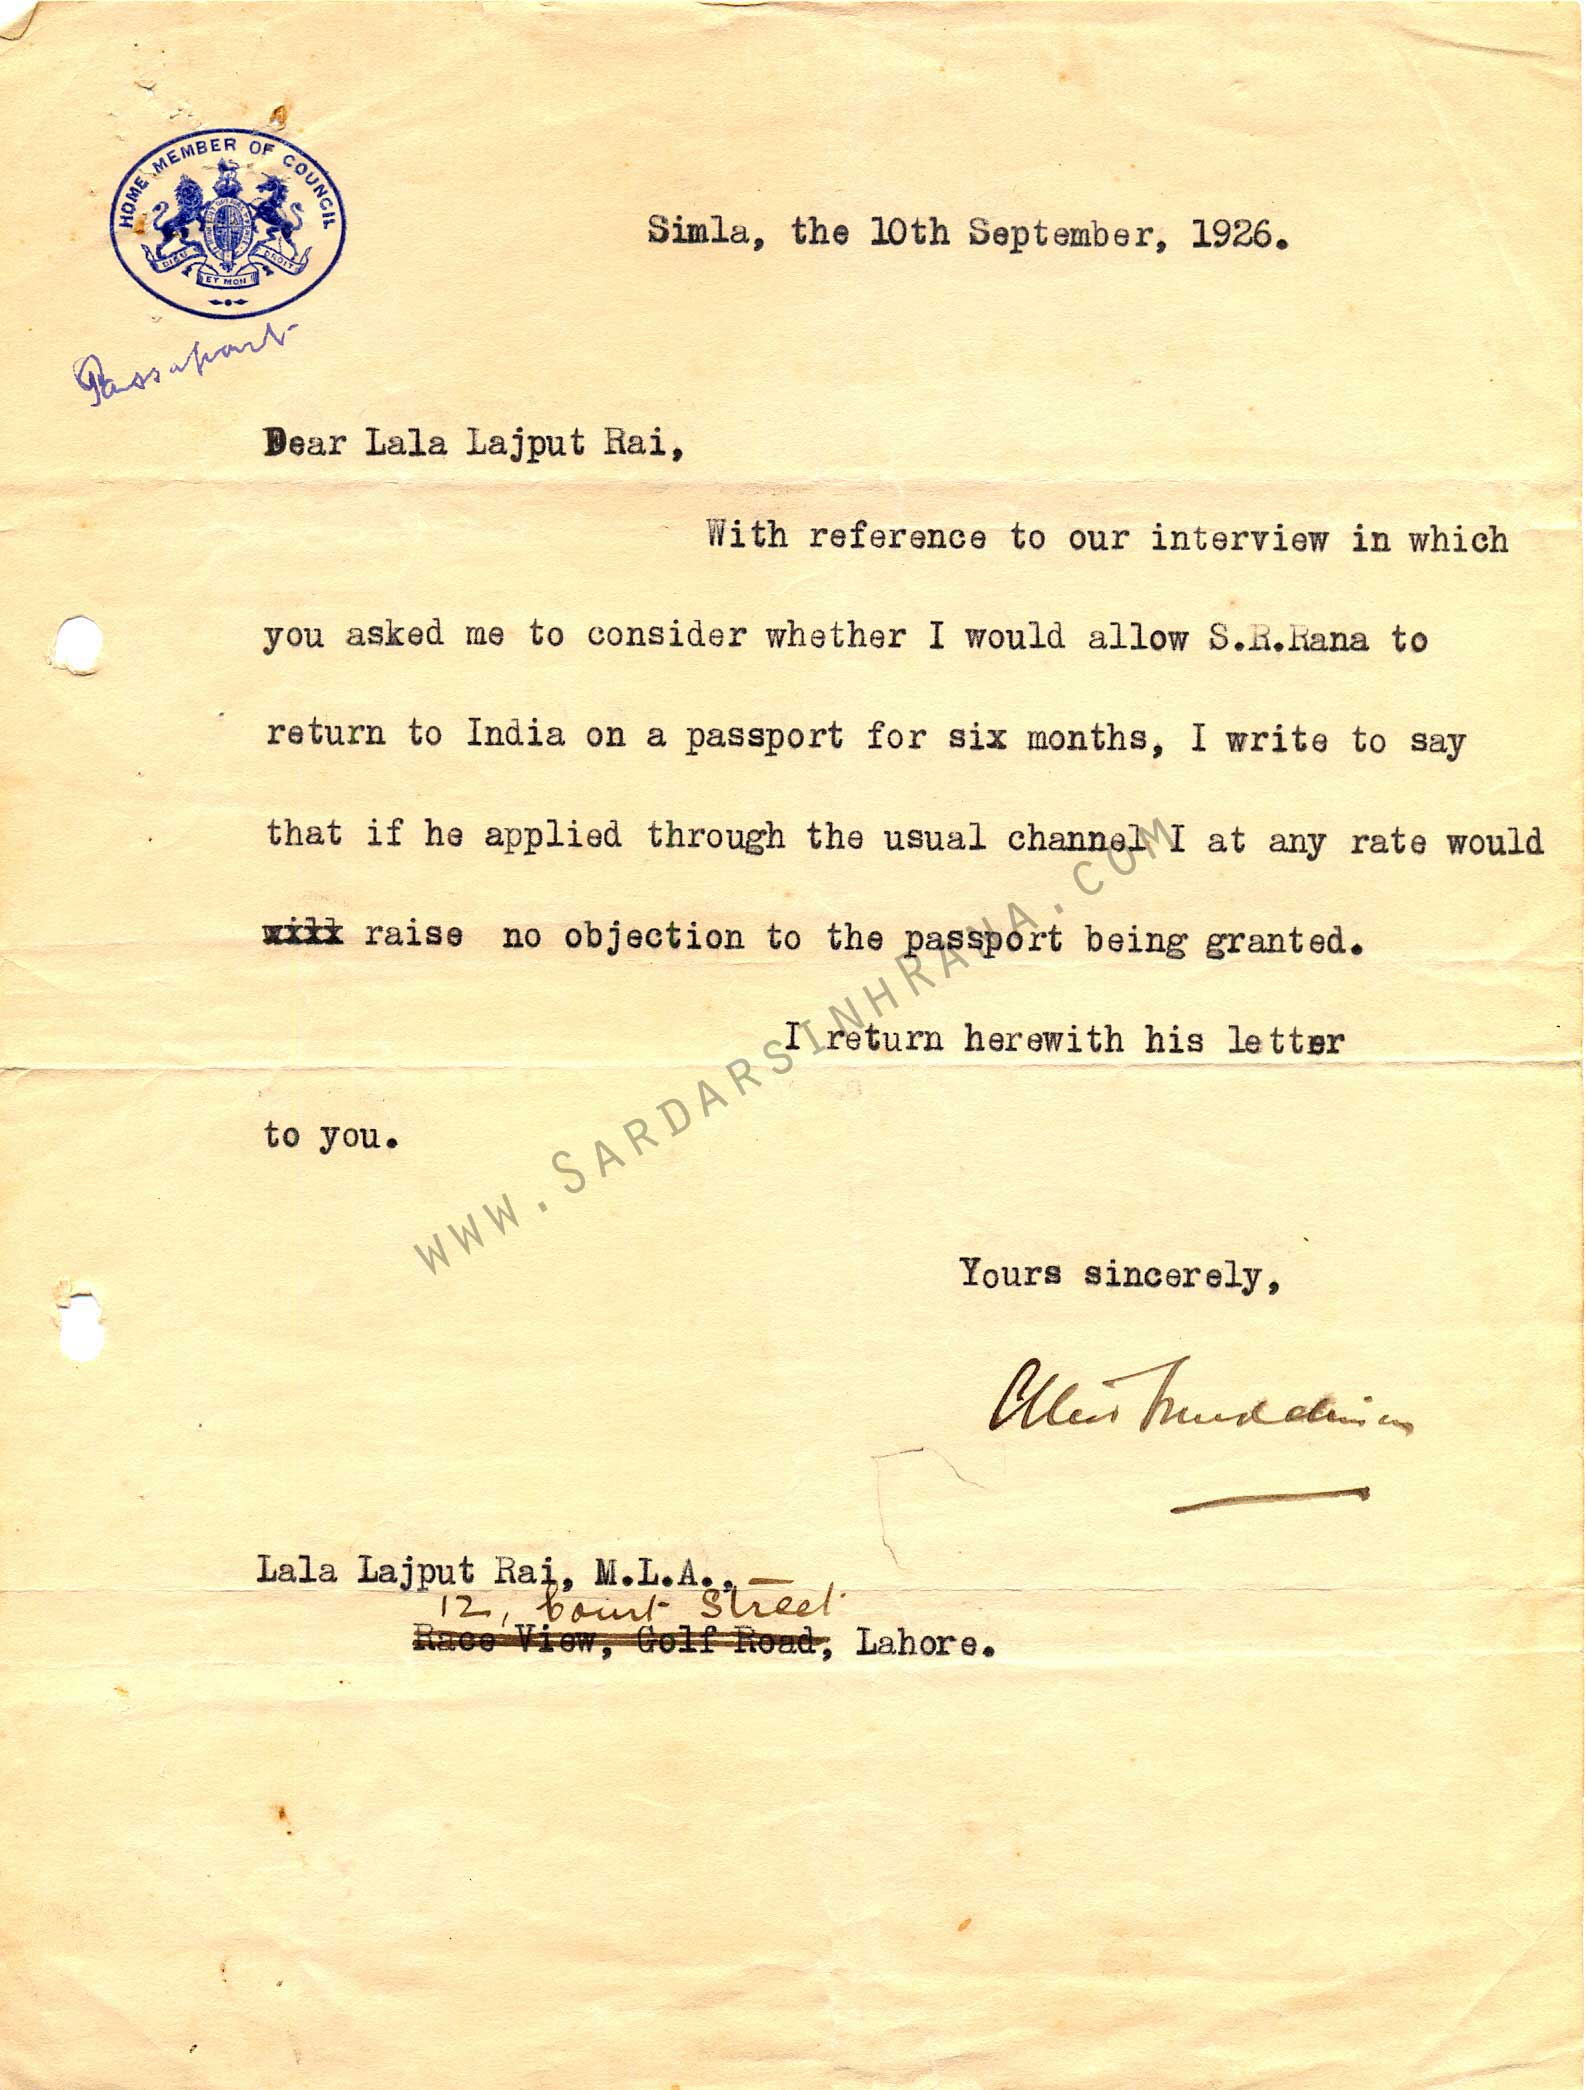 HOME MEMBER OF COUNCIL
DIEU ET MON DROIT
Simla, the 10th September, 1926.
Passaport
Dear Lala Lajput Rai,
With reference to our interview in which
you asked me to consider whether I would allow S.R.Rana to
return to India on a passport for six months, I write to say
that if he applied through the usual channel I at any rate would
will raise no objection to the passport being granted.
I return herewith his letter
to you.
www.SARDARSINHRANA.COM
Yours sincerely,
Lala Lajput Rai, M.L.A.,
12, Court Street
Race View, Golf Road, Lahore.